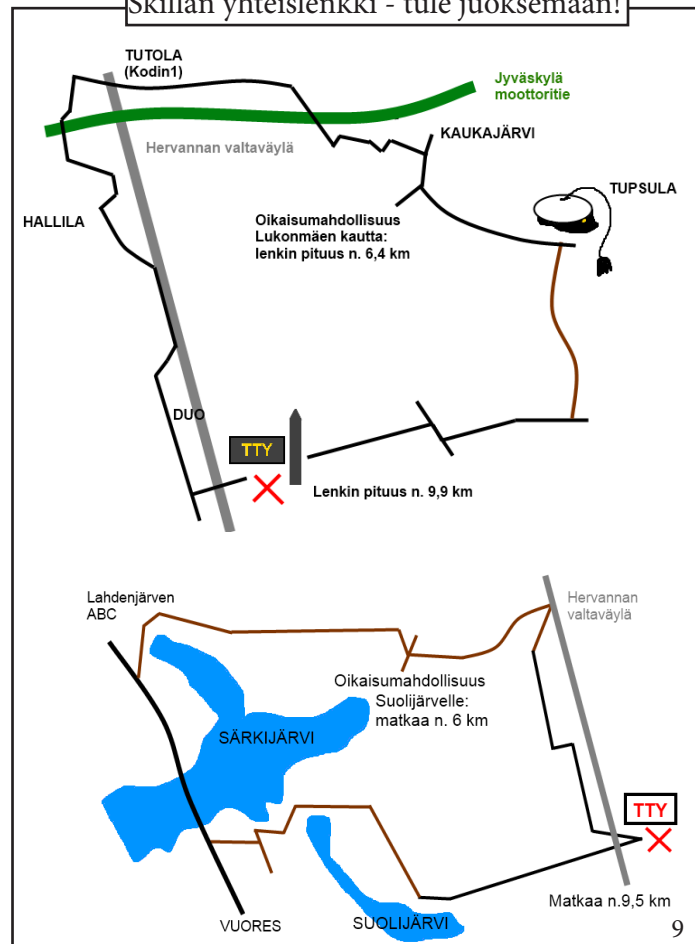 Skillan yhteislenkki - tule juoksemaan!
TUTOLA
(Kodin1)
Jyväskylä
moottoritie
Hervannan valtaväylä
KAUKAJÄRVI
TUPSULA
HALLILA
Oikaisumahdollisuus
Lukonmäen kautta:
lenkin pituus n. 6,4 km
DUO
TTY
Lenkin pituus n. 9,9 km
Lahdenjärven
ABC
Hervannan
valtaväylä
Oikaisumahdollisuus
Suolijärvelle:
matkaa n. 6 km
SÄRKIJÄRVI
TTY
Matkaa n.9,5 km
VUORES
SUOLIJÄRVI
9